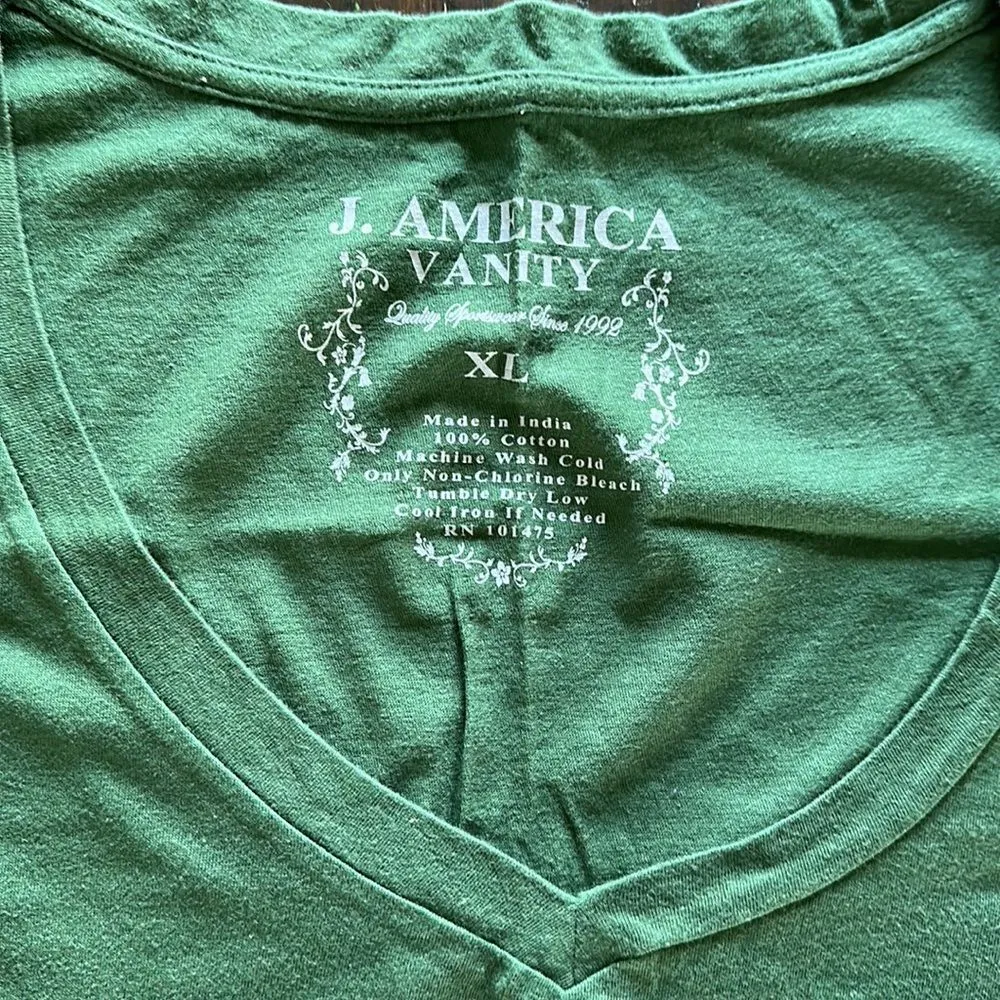 J. AMERICA
VANITY
Quality Sportswear Since 1992
XL
Made in India
100% Cotton
Machine Wash Cold
Only Non-Chlorine Bleach
Tumble Dry Low
Cool Iron If Needed
RN 101475